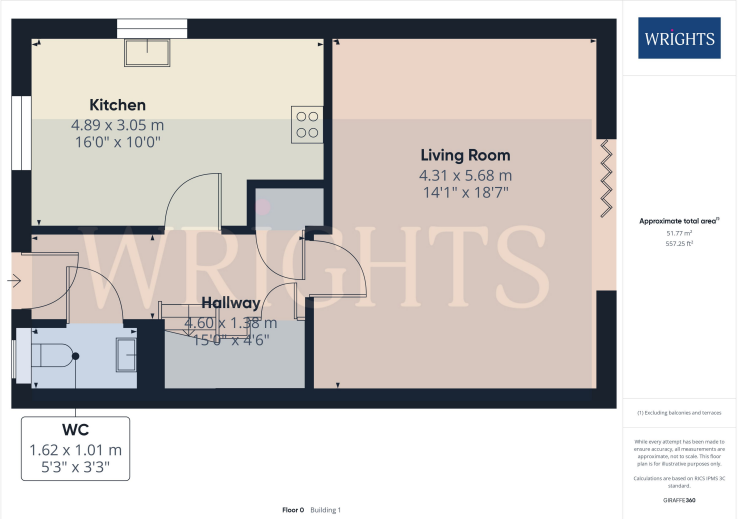 Kitchen
4.89 x 3.05 m
16'0" x 10'0"
Living Room
4.31 x 5.68 m
14'1" x 18'7"
WRIGHTS
Hallway
4.60 x 1.38 m
15'0" x 4'6"
WC
1.62 x 1.01 m
5'3" x 3'3"
Floor 0 Building 1
WRIGHTS
Approximate total area⁽¹⁾
51.77 m²
557.25 ft²
(1) Excluding balconies and terraces
While every attempt has been made to
ensure accuracy, all measurements are
approximate, not to scale. This floor
plan is for illustrative purposes only.
Calculations are based on RICS IPMS 3C
standard.
GIRAFFE360